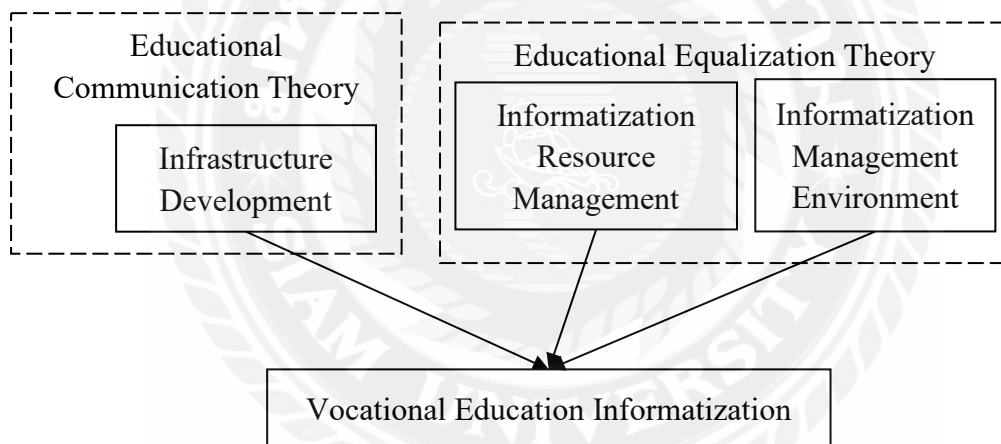 Educational
Communication Theory
Infrastructure
Development
Educational Equalization Theory
Informatization
Resource
Management
Informatization
Management
Environment
Vocational Education Informatization